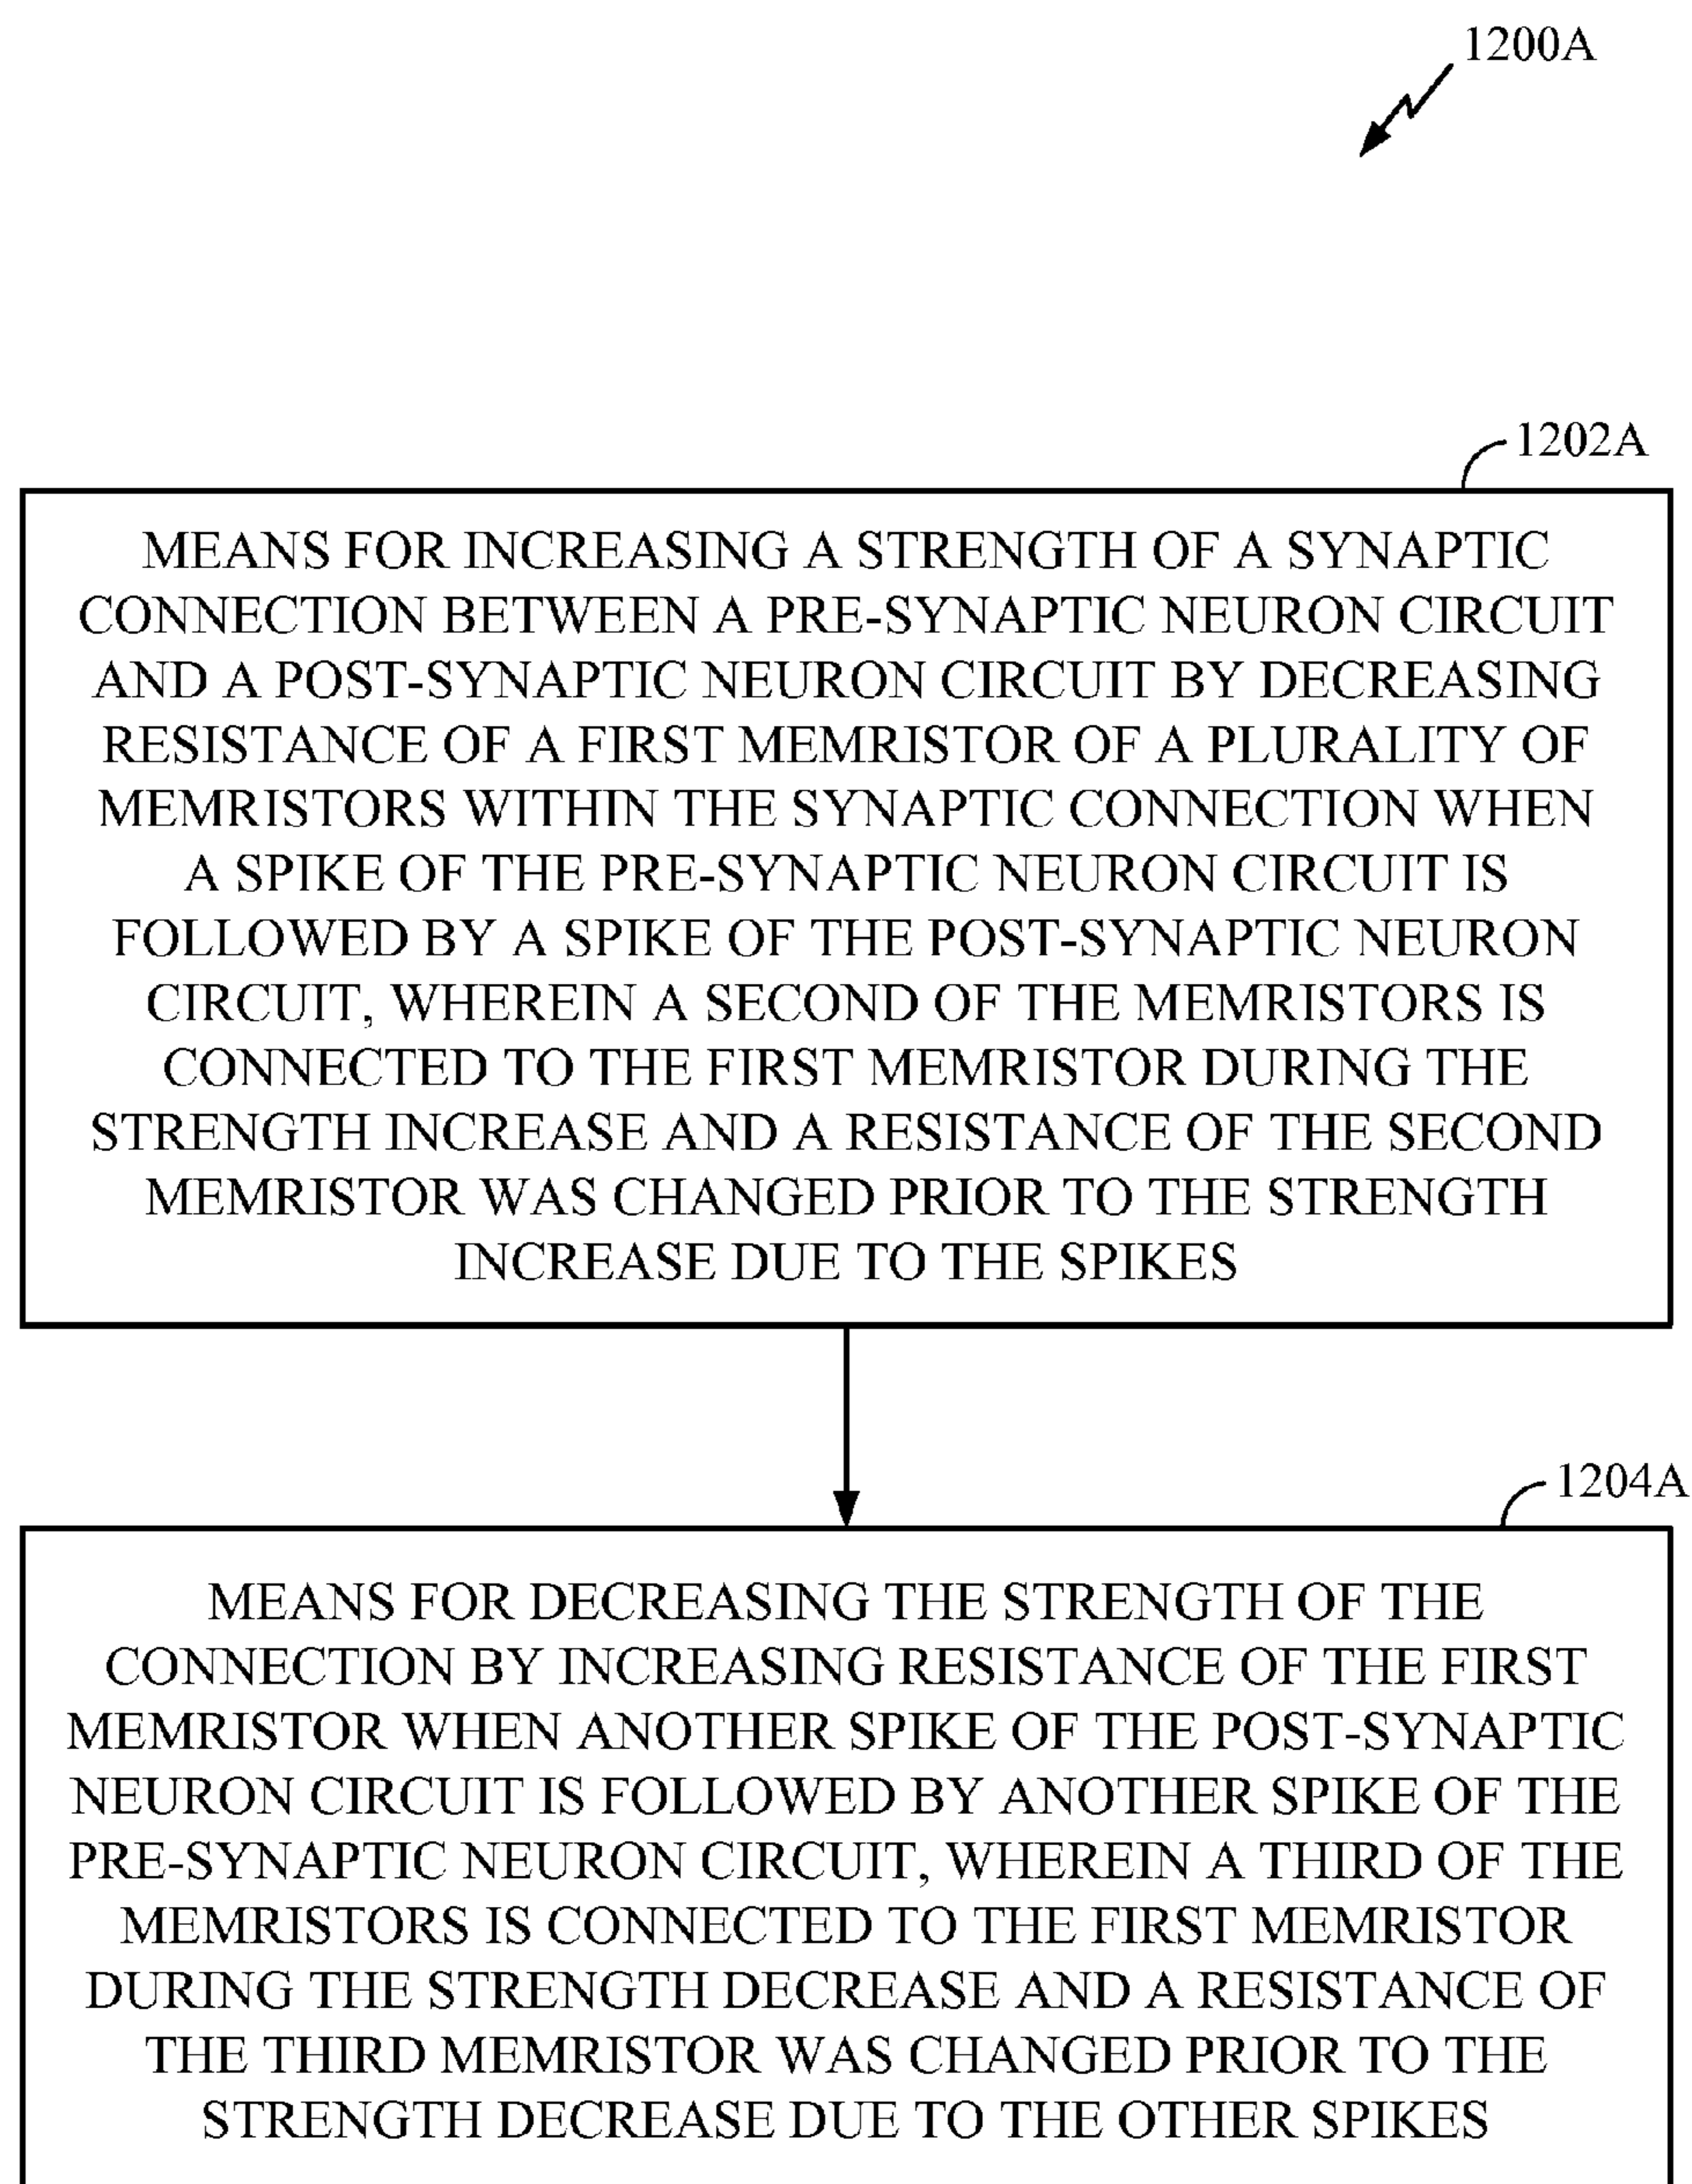 1200A
1202A
MEANS FOR INCREASING A STRENGTH OF A SYNAPTIC
CONNECTION BETWEEN A PRE-SYNAPTIC NEURON CIRCUIT
AND A POST-SYNAPTIC NEURON CIRCUIT BY DECREASING
RESISTANCE OF A FIRST MEMRISTOR OF A PLURALITY OF
MEMRISTORS WITHIN THE SYNAPTIC CONNECTION WHEN
A SPIKE OF THE PRE-SYNAPTIC NEURON CIRCUIT IS
FOLLOWED BY A SPIKE OF THE POST-SYNAPTIC NEURON
CIRCUIT, WHEREIN A SECOND OF THE MEMRISTORS IS
CONNECTED TO THE FIRST MEMRISTOR DURING THE
STRENGTH INCREASE AND A RESISTANCE OF THE SECOND
MEMRISTOR WAS CHANGED PRIOR TO THE STRENGTH
INCREASE DUE TO THE SPIKES
1204A
MEANS FOR DECREASING THE STRENGTH OF THE
CONNECTION BY INCREASING RESISTANCE OF THE FIRST
MEMRISTOR WHEN ANOTHER SPIKE OF THE POST-SYNAPTIC
NEURON CIRCUIT IS FOLLOWED BY ANOTHER SPIKE OF THE
PRE-SYNAPTIC NEURON CIRCUIT, WHEREIN A THIRD OF THE
MEMRISTORS IS CONNECTED TO THE FIRST MEMRISTOR
DURING THE STRENGTH DECREASE AND A RESISTANCE OF
THE THIRD MEMRISTOR WAS CHANGED PRIOR TO THE
STRENGTH DECREASE DUE TO THE OTHER SPIKES